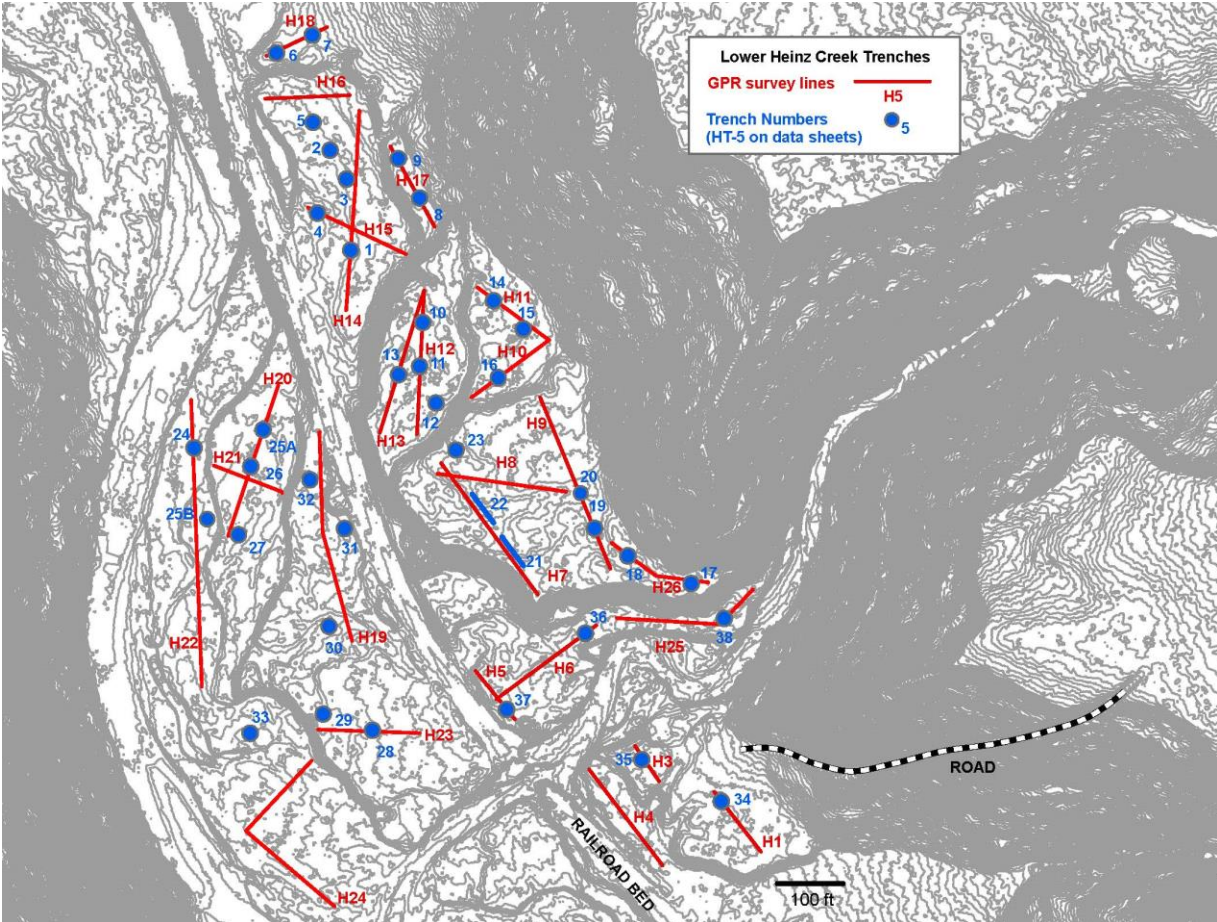 Lower Heinz Creek Trenches
GPR survey lines
H5
Trench Numbers
(HT-5 on data sheets)
5
H18
7
6
H16
5
2
9
3
H17
8
4
H15
1
14
H11
H14
10
15
H12
H10
13
11
16
H20
12
H9
H13
24
25A
23
H21
26
H8
20
32
22
19
25B
27
31
21
H7
18
17
H26
36
38
30
H19
H25
H22
H5
H6
37
33
29
28
H23
35
H3
ROAD
34
H4
H1
RAILROAD BED
100 ft
H24